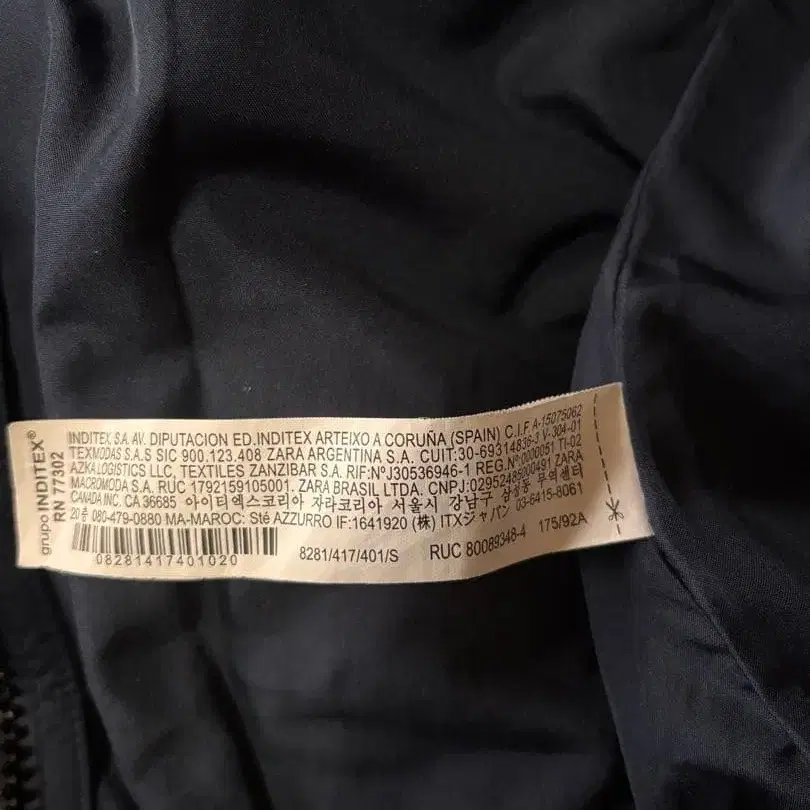 grupo INDITEX®
RN 77302
INDITEX, S.A. AV. DIPUTACION ED.INDITEX ARTEIXO A CORUÑA (SPAIN) C.I.F.A-15075062
TEXMODAS S.A.S SIC 900.123.408 ZARA ARGENTINA S.A. CUIT:30-69314836-3 V-304-01
AZKA LOGISTICS LLC, TEXTILES ZANZIBAR S.A. RIF:NºJ30536946-1 REG.Nº0000051 TI-02
MACROMODA S.A. RUC 1792159105001. ZARA BRASIL LTDA. CNPJ:02952485000491 ZARA
CANADA INC. CA 36685 아이티엑스코리아 자라코리아 서울시 강남구 삼성동 무역센터
20층 080-479-0880 MA-MAROC: Sté AZZURRO IF:1641920 (株) ITXジャパン 03-6415-8061
08281417401020
8281/417/401/S
RUC 80089348-4
175/92A